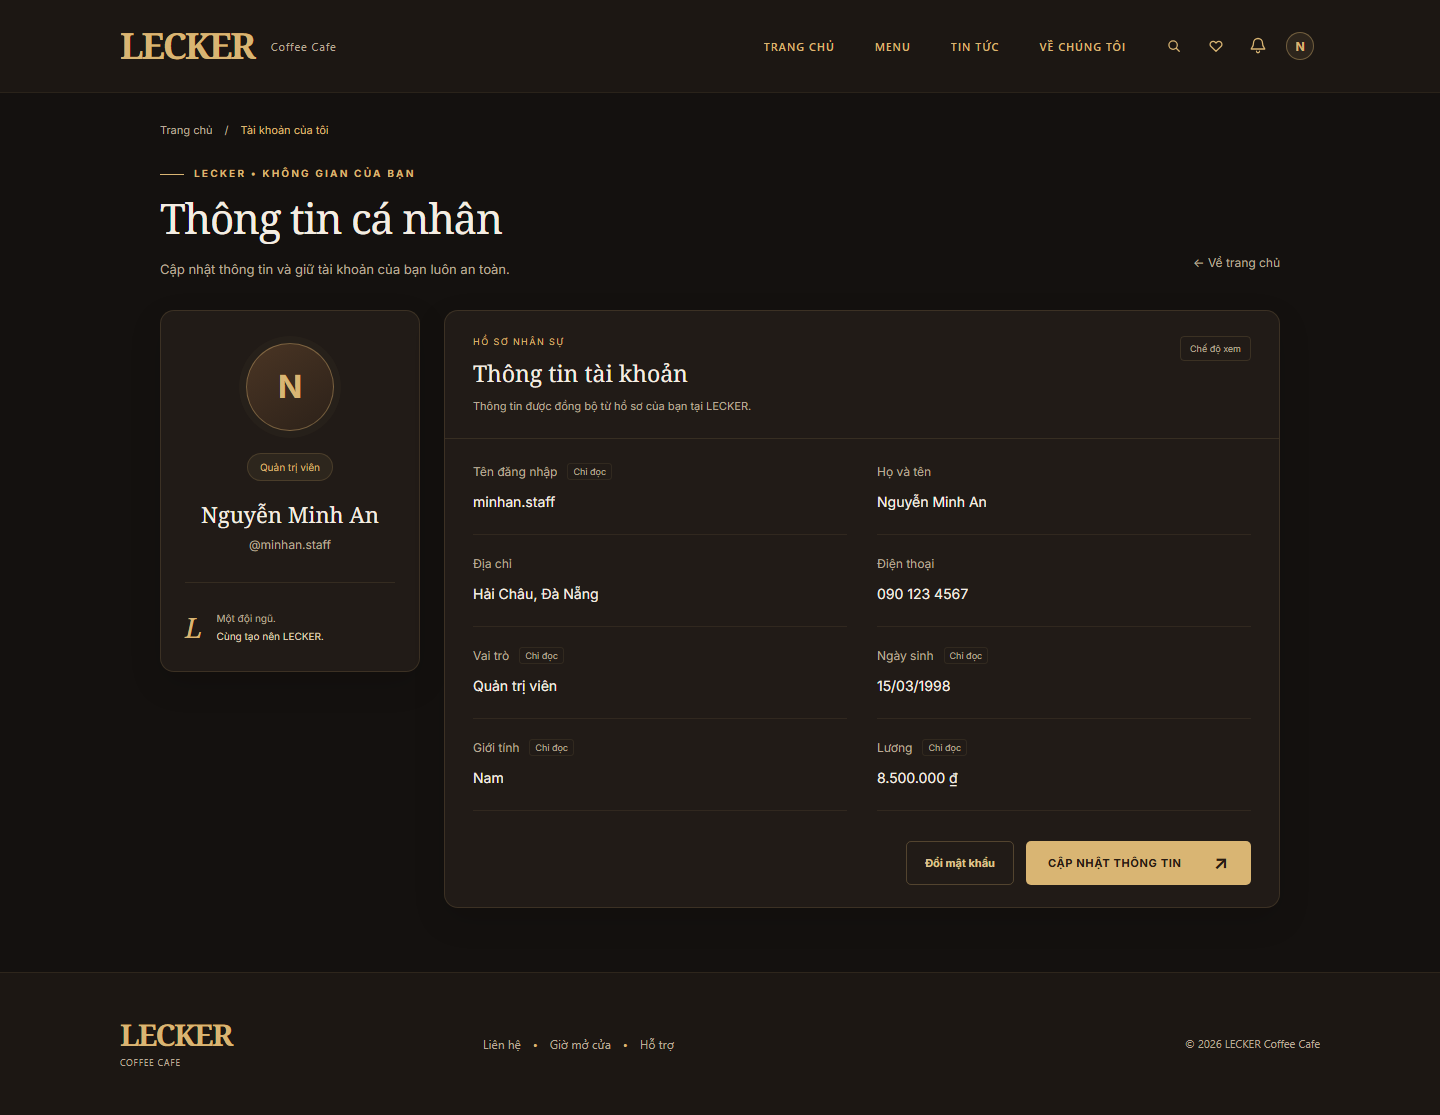 LECKER Coffee Cafe
TRANG CHỦ MENU TIN TỨC VỀ CHÚNG TÔI N
Trang chủ / Tài khoản của tôi
LECKER • KHÔNG GIAN CỦA BẠN
Thông tin cá nhân
Cập nhật thông tin và giữ tài khoản của bạn luôn an toàn.
← Về trang chủ
N
Quản trị viên
Nguyễn Minh An
@minhan.staff
L
Một đội ngũ.
Cùng tạo nên LECKER.
HỒ SƠ NHÂN SỰ
Chế độ xem
Thông tin tài khoản
Thông tin được đồng bộ từ hồ sơ của bạn tại LECKER.
Tên đăng nhập Chỉ đọc
minhan.staff
Họ và tên
Nguyễn Minh An
Địa chỉ
Hải Châu, Đà Nẵng
Điện thoại
090 123 4567
Vai trò Chỉ đọc
Quản trị viên
Ngày sinh Chỉ đọc
15/03/1998
Giới tính Chỉ đọc
Nam
Lương Chỉ đọc
8.500.000 ₫
Đổi mật khẩu
CẬP NHẬT THÔNG TIN
LECKER
COFFEE CAFE
Liên hệ • Giờ mở cửa • Hỗ trợ
© 2026 LECKER Coffee Cafe